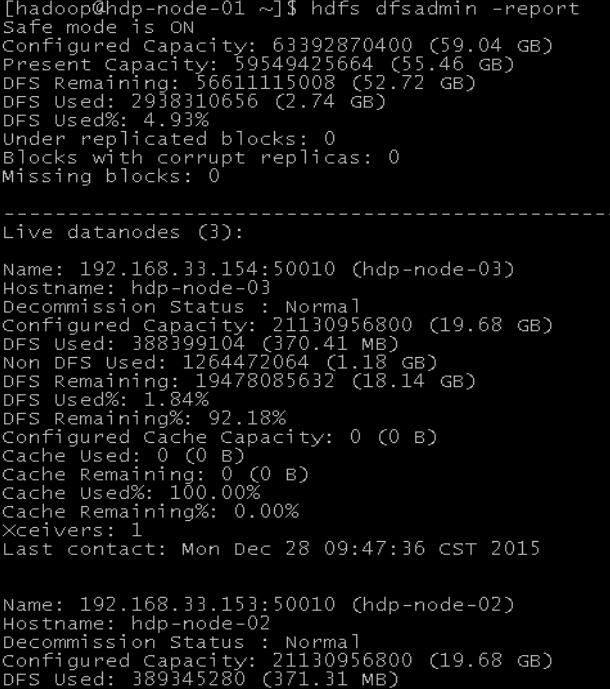 [hadoop@hdp-node-01 ~]$ hdfs dfsadmin -report
Safe mode is ON
Configured Capacity: 63392870400 (59.04 GB)
Present Capacity: 59549425664 (55.46 GB)
DFS Remaining: 56611115008 (52.72 GB)
DFS Used: 2938310656 (2.74 GB)
DFS Used%: 4.93%
Under replicated blocks: 0
Blocks with corrupt replicas: 0
Missing blocks: 0
-------------------------------------------------
Live datanodes (3):
Name: 192.168.33.154:50010 (hdp-node-03)
Hostname: hdp-node-03
Decommission Status : Normal
Configured Capacity: 21130956800 (19.68 GB)
DFS Used: 388399104 (370.41 MB)
Non DFS Used: 1264472064 (1.18 GB)
DFS Remaining: 19478085632 (18.14 GB)
DFS Used%: 1.84%
DFS Remaining%: 92.18%
Configured Cache Capacity: 0 (0 B)
Cache Used: 0 (0 B)
Cache Remaining: 0 (0 B)
Cache Used%: 100.00%
Cache Remaining%: 0.00%
Xceivers: 1
Last contact: Mon Dec 28 09:47:36 CST 2015
Name: 192.168.33.153:50010 (hdp-node-02)
Hostname: hdp-node-02
Decommission Status : Normal
Configured Capacity: 21130956800 (19.68 GB)
DFS Used: 389345280 (371.31 MB)